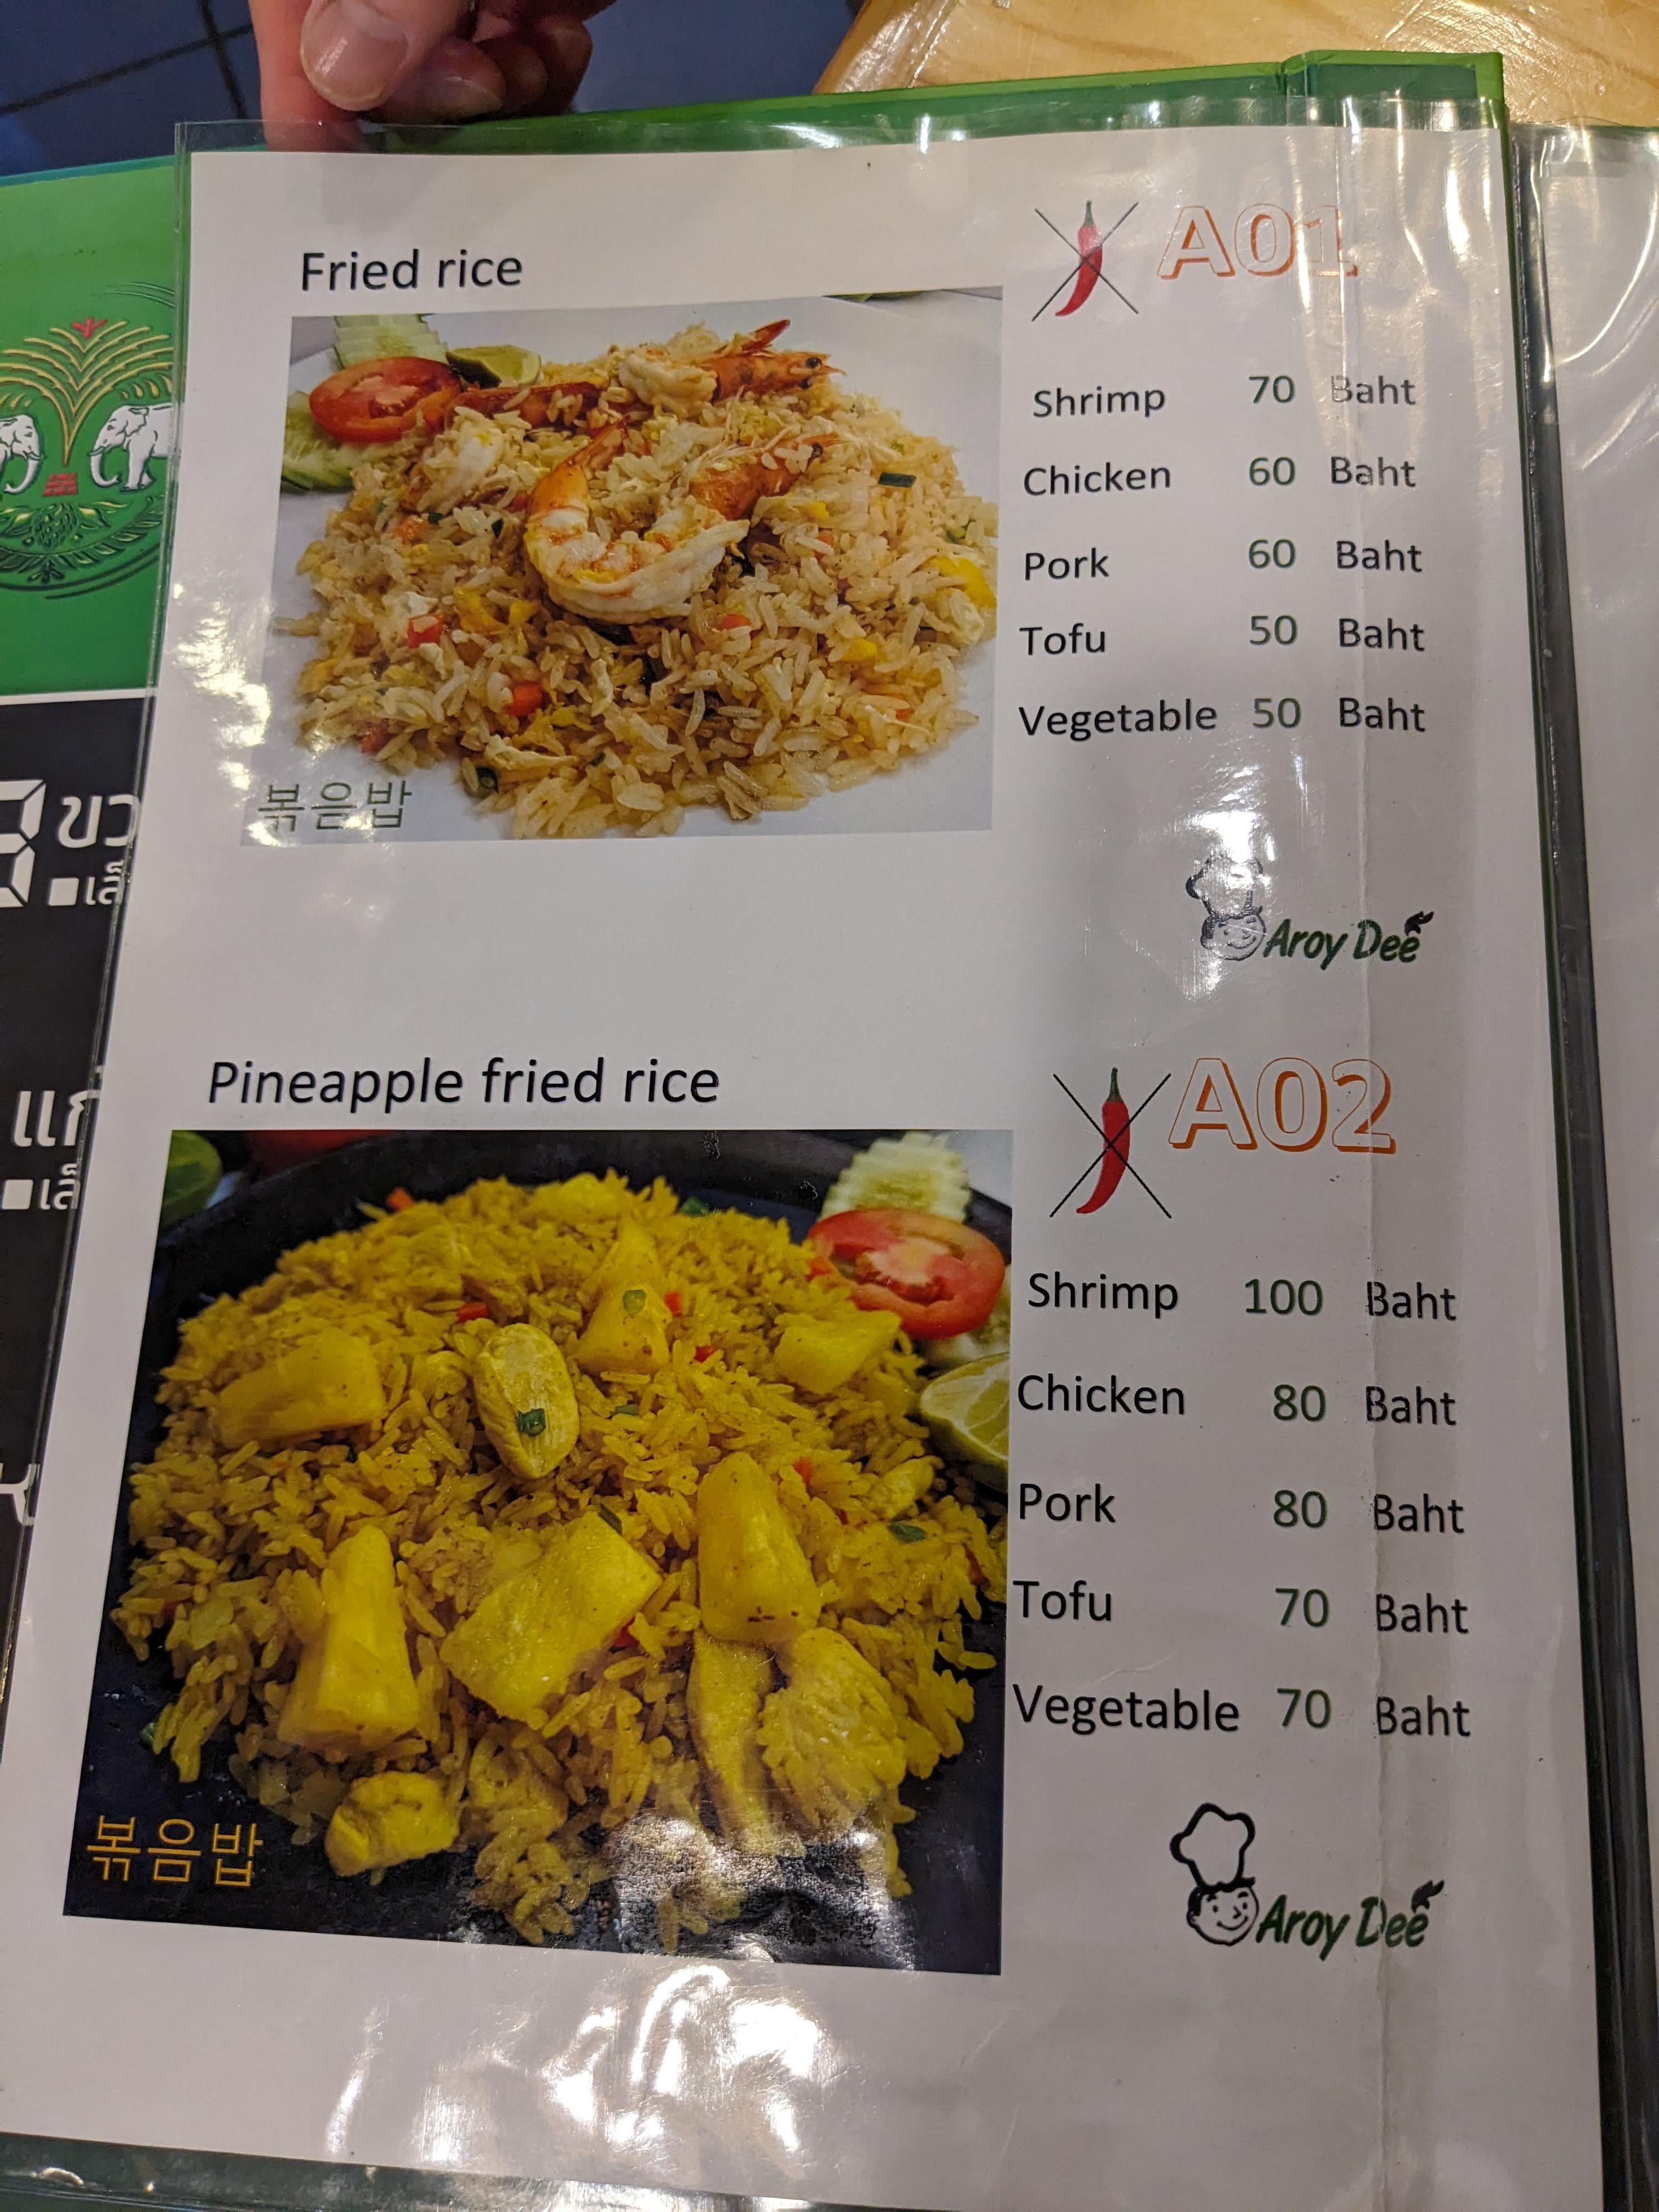 Fried rice
A01
Shrimp 70 Baht
Chicken 60 Baht
Pork 60 Baht
Tofu 50 Baht
Vegetable 50 Baht
볶음밥
Aroy Dee
Pineapple fried rice
A02
Shrimp 100 Baht
Chicken 80 Baht
Pork 80 Baht
Tofu 70 Baht
Vegetable 70 Baht
볶음밥
Aroy Dee